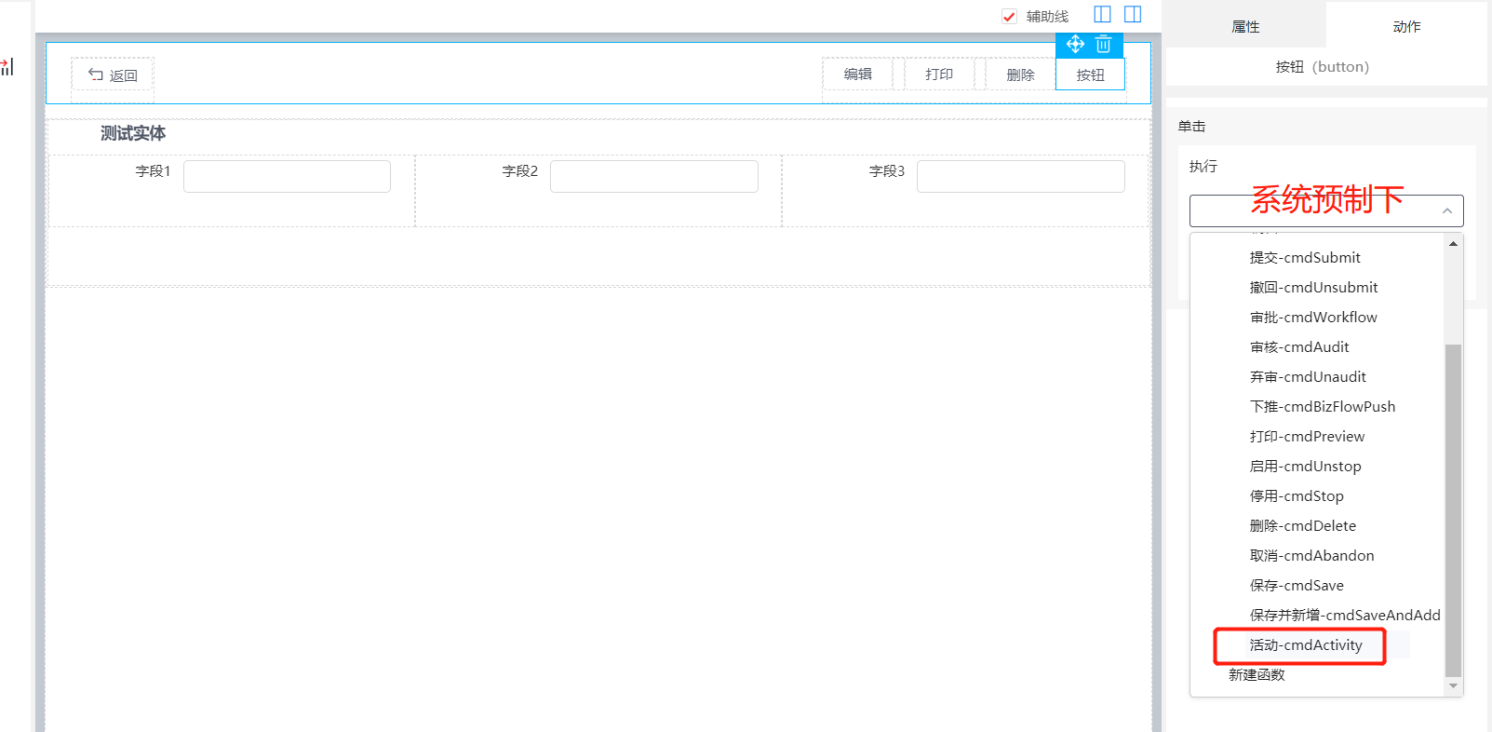 辅助线
属性
动作
按钮 (button)
返回
编辑
打印
删除
按钮
测试实体
字段1
字段2
字段3
单击
执行
系统预制下
提交-cmdSubmit
撤回-cmdUnsubmit
审批-cmdWorkflow
审核-cmdAudit
弃审-cmdUnaudit
下推-cmdBizFlowPush
打印-cmdPreview
启用-cmdUnstop
停用-cmdStop
删除-cmdDelete
取消-cmdAbandon
保存-cmdSave
保存并新增-cmdSaveAndAdd
活动-cmdActivity
新建函数